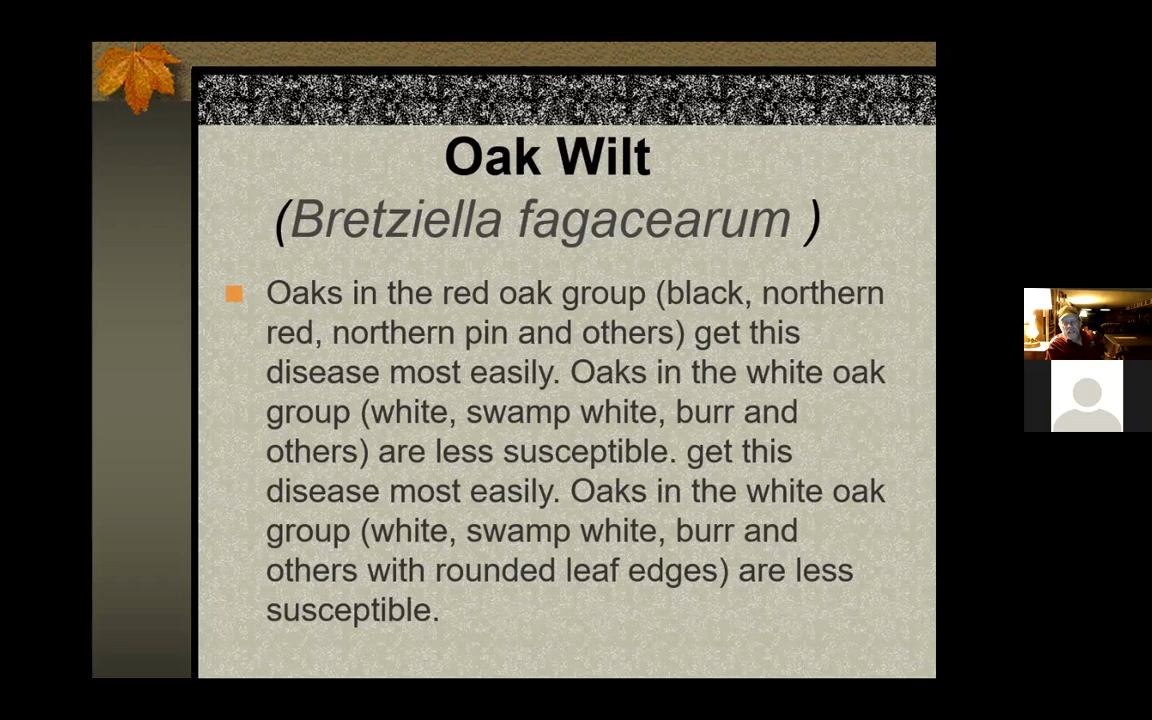 Oak Wilt
(Bretziella fagacearum )
Oaks in the red oak group (black, northern
red, northern pin and others) get this
disease most easily. Oaks in the white oak
group (white, swamp white, burr and
others) are less susceptible. get this
disease most easily. Oaks in the white oak
group (white, swamp white, burr and
others with rounded leaf edges) are less
susceptible.